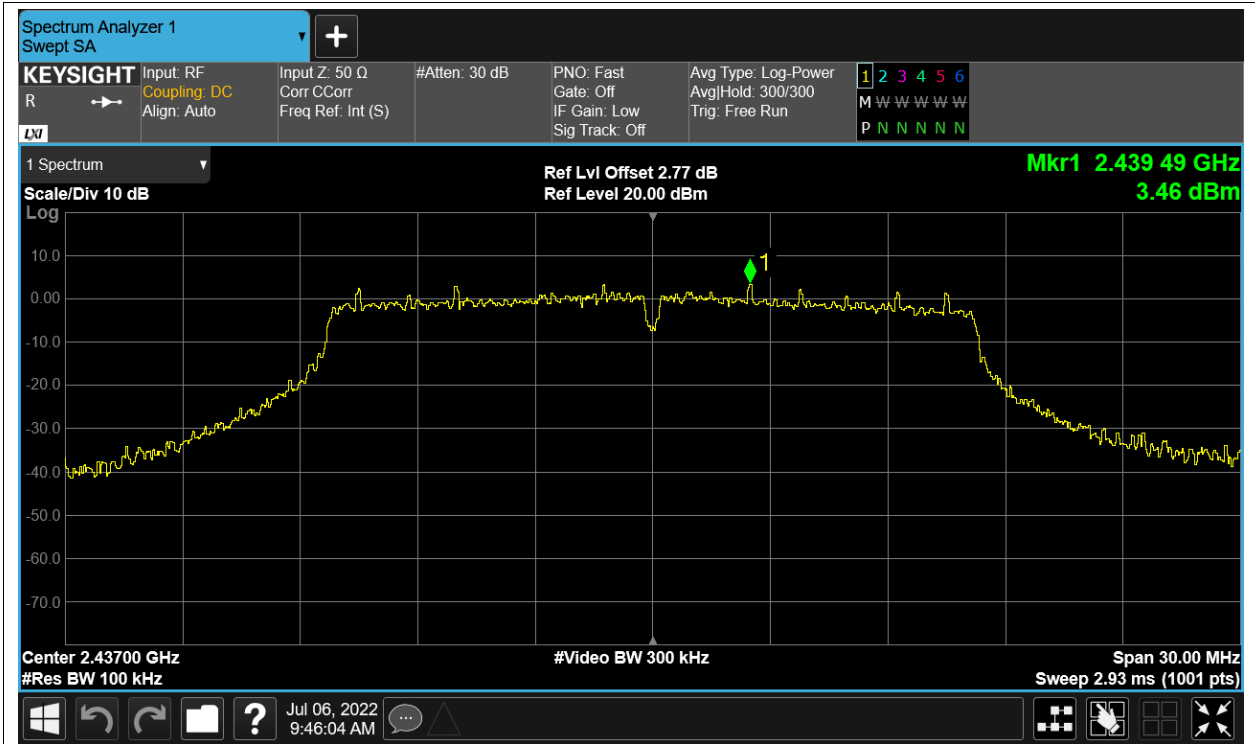 Spectrum Analyzer 1
Swept SA
+
KEYSIGHT
R
LXI
Input: RF
Coupling: DC
Align: Auto
Input Z: 50 Ω
Corr CCorr
Freq Ref: Int (S)
#Atten: 30 dB
PNO: Fast
Gate: Off
IF Gain: Low
Sig Track: Off
Avg Type: Log-Power
Avg|Hold: 300/300
Trig: Free Run
1 2 3 4 5 6
M W W W W W
P N N N N N
1 Spectrum
Scale/Div 10 dB
Log
Ref Lvl Offset 2.77 dB
Ref Level 20.00 dBm
Mkr1 2.439 49 GHz
3.46 dBm
1
10.0
0.00
-10.0
-20.0
-30.0
-40.0
-50.0
-60.0
-70.0
Center 2.43700 GHz
#Video BW 300 kHz
Span 30.00 MHz
#Res BW 100 kHz
Sweep 2.93 ms (1001 pts)
?
Jul 06, 2022
9:46:04 AM